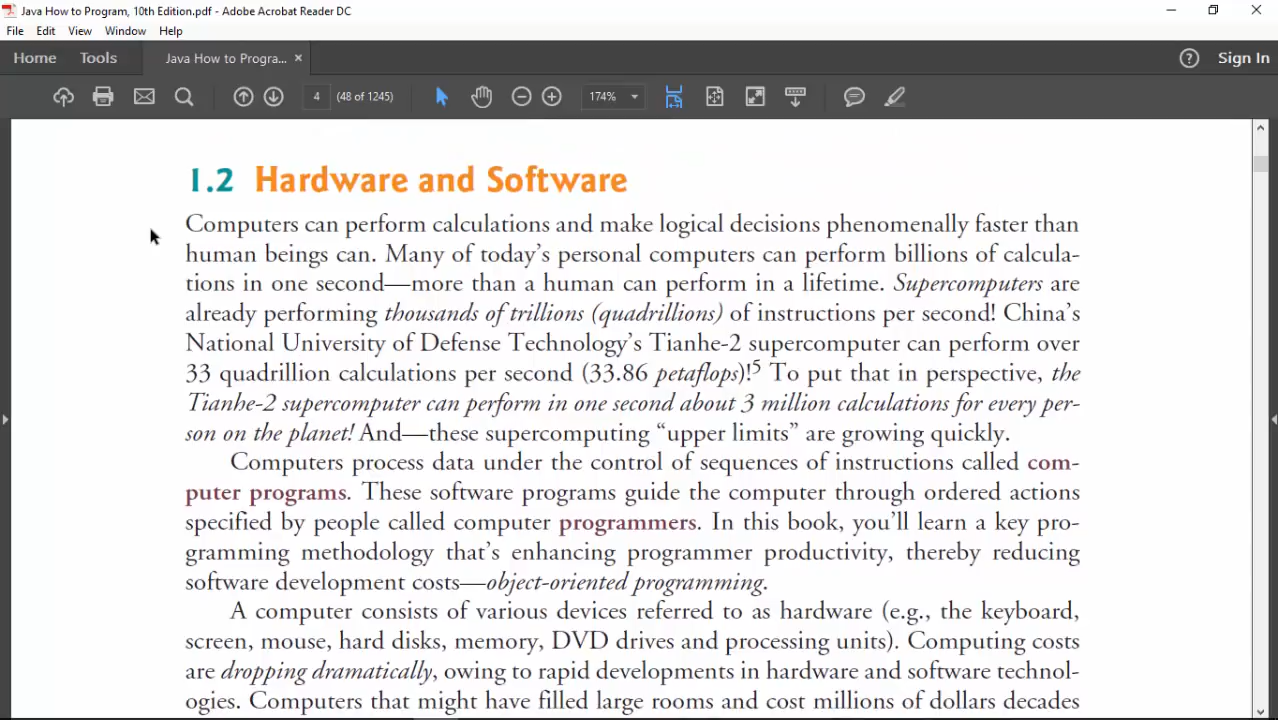 Java How to Program, 10th Edition.pdf - Adobe Acrobat Reader DC
File Edit View Window Help
Home Tools Java How to Progra... × Sign In
4 (48 of 1245) 174%
1.2 Hardware and Software
Computers can perform calculations and make logical decisions phenomenally faster than
human beings can. Many of today's personal computers can perform billions of calcula-
tions in one second—more than a human can perform in a lifetime. Supercomputers are
already performing thousands of trillions (quadrillions) of instructions per second! China's
National University of Defense Technology's Tianhe-2 supercomputer can perform over
33 quadrillion calculations per second (33.86 petaflops)!5 To put that in perspective, the
Tianhe-2 supercomputer can perform in one second about 3 million calculations for every per-
son on the planet! And—these supercomputing “upper limits” are growing quickly.
Computers process data under the control of sequences of instructions called com-
puter programs. These software programs guide the computer through ordered actions
specified by people called computer programmers. In this book, you'll learn a key pro-
gramming methodology that's enhancing programmer productivity, thereby reducing
software development costs—object-oriented programming.
A computer consists of various devices referred to as hardware (e.g., the keyboard,
screen, mouse, hard disks, memory, DVD drives and processing units). Computing costs
are dropping dramatically, owing to rapid developments in hardware and software technol-
ogies. Computers that might have filled large rooms and cost millions of dollars decades